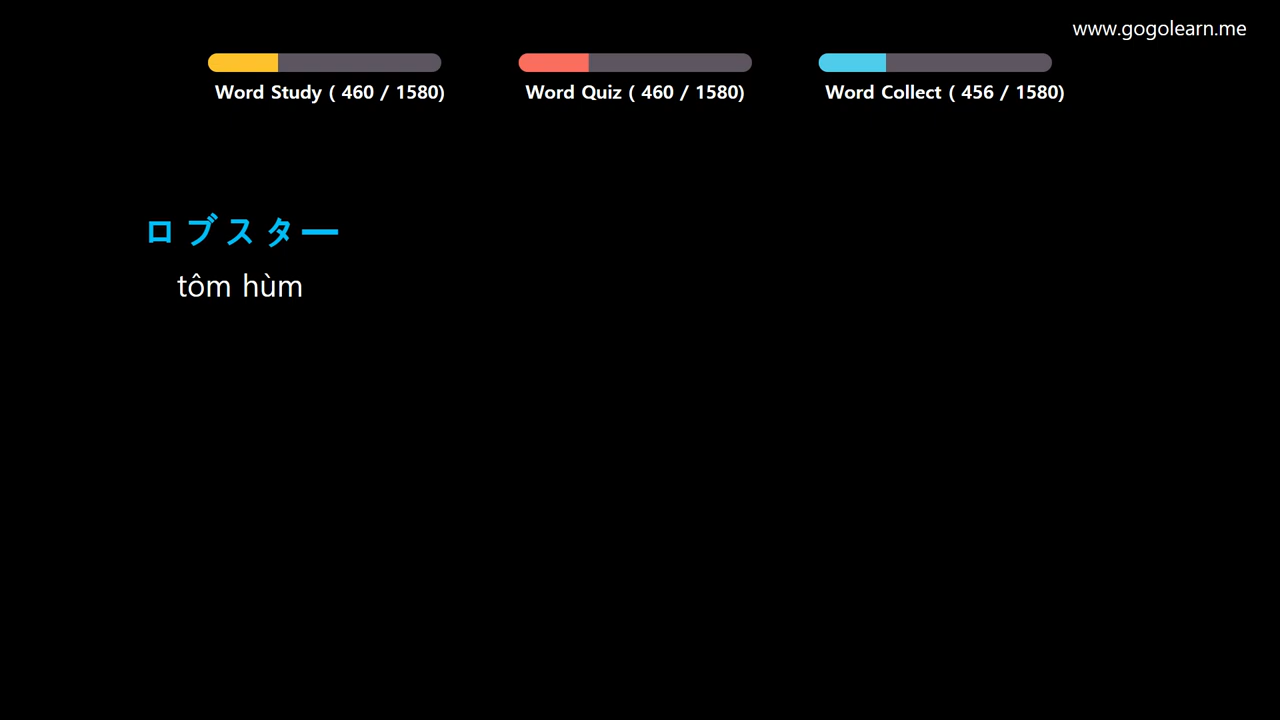 www.gogolearn.me
Word Study ( 460 / 1580)
Word Quiz ( 460 / 1580)
Word Collect ( 456 / 1580)
ロブスター
tôm hùm